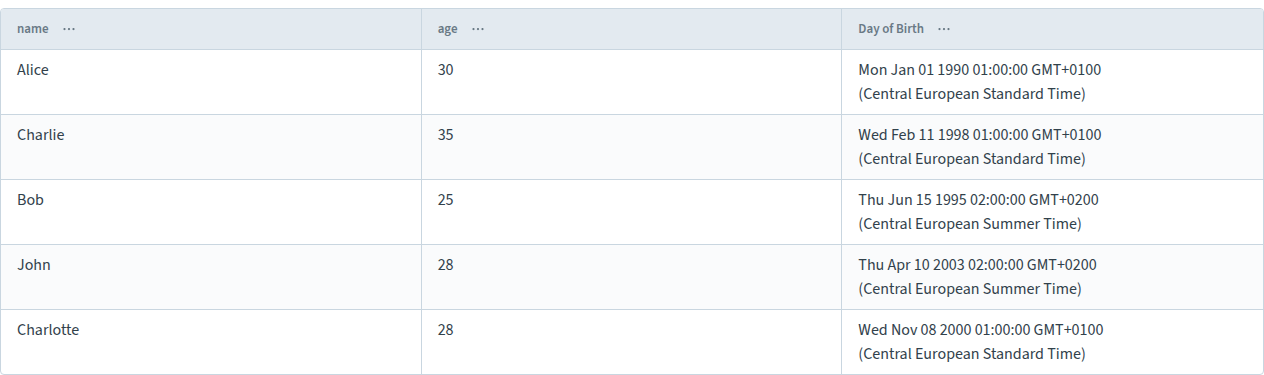 name ··· age ··· Day of Birth ···
Alice 30 Mon Jan 01 1990 01:00:00 GMT+0100
(Central European Standard Time)
Charlie 35 Wed Feb 11 1998 01:00:00 GMT+0100
(Central European Standard Time)
Bob 25 Thu Jun 15 1995 02:00:00 GMT+0200
(Central European Summer Time)
John 28 Thu Apr 10 2003 02:00:00 GMT+0200
(Central European Summer Time)
Charlotte 28 Wed Nov 08 2000 01:00:00 GMT+0100
(Central European Standard Time)